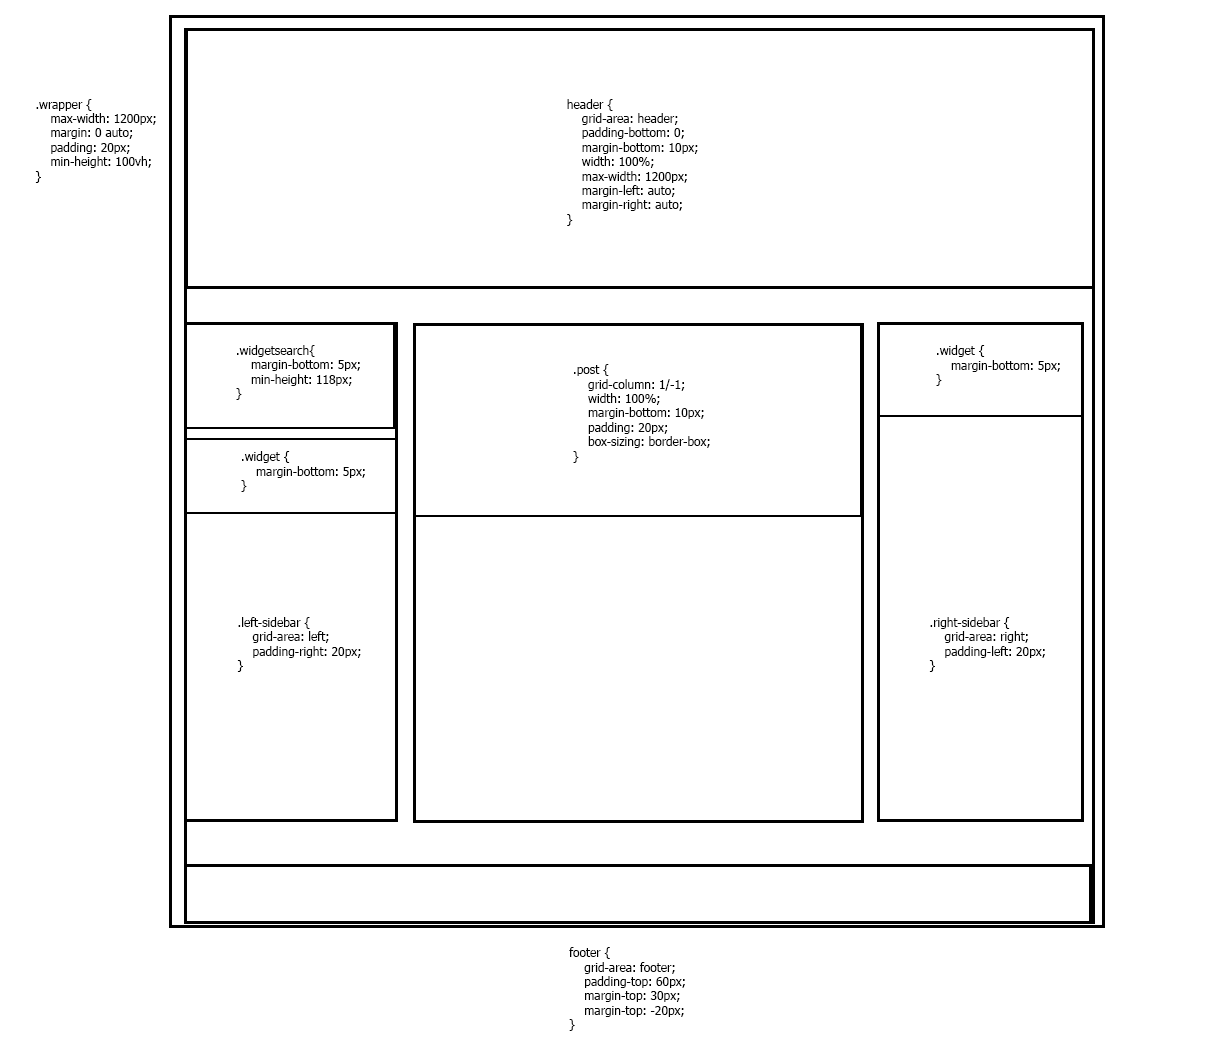 .wrapper {
max-width: 1200px;
margin: 0 auto;
padding: 20px;
min-height: 100vh;
}
header {
grid-area: header;
padding-bottom: 0;
margin-bottom: 10px;
width: 100%;
max-width: 1200px;
margin-left: auto;
margin-right: auto;
}
.widgetsearch{
margin-bottom: 5px;
min-height: 118px;
}
.widget {
margin-bottom: 5px;
}
.left-sidebar {
grid-area: left;
padding-right: 20px;
}
.post {
grid-column: 1/-1;
width: 100%;
margin-bottom: 10px;
padding: 20px;
box-sizing: border-box;
}
.widget {
margin-bottom: 5px;
}
.right-sidebar {
grid-area: right;
padding-left: 20px;
}
footer {
grid-area: footer;
padding-top: 60px;
margin-top: 30px;
margin-top: -20px;
}